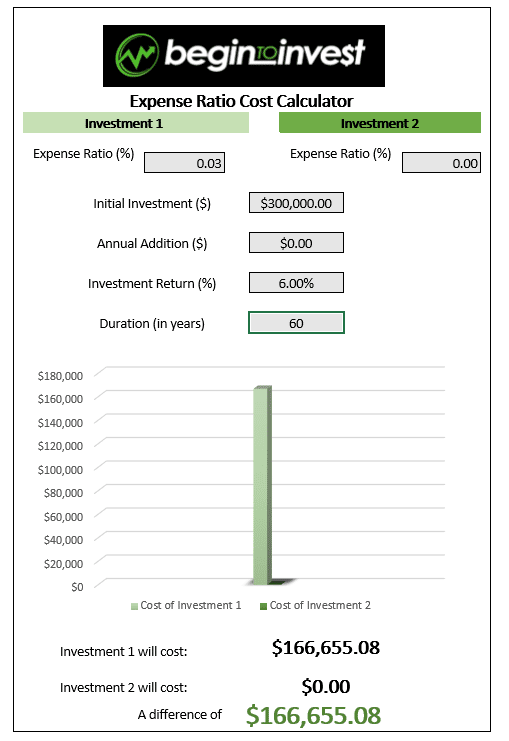 beginTOinve$t
Expense Ratio Cost Calculator
Investment 1 Investment 2
Expense Ratio (%) 0.03 Expense Ratio (%) 0.00
Initial Investment ($) $300,000.00
Annual Addition ($) $0.00
Investment Return (%) 6.00%
Duration (in years) 60
$180,000
$160,000
$140,000
$120,000
$100,000
$80,000
$60,000
$40,000
$20,000
$0
Cost of Investment 1 Cost of Investment 2
Investment 1 will cost: $166,655.08
Investment 2 will cost: $0.00
A difference of $166,655.08